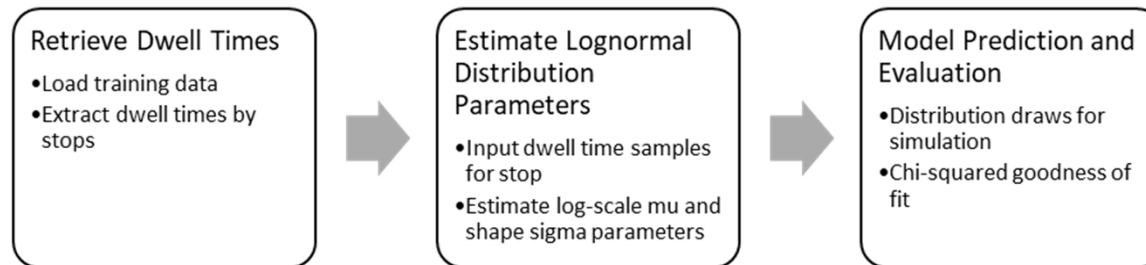 Retrieve Dwell Times
•Load training data
•Extract dwell times by
stops
Estimate Lognormal
Distribution
Parameters
•Input dwell time samples
for stop
•Estimate log-scale mu and
shape sigma parameters
Model Prediction and
Evaluation
•Distribution draws for
simulation
•Chi-squared goodness of
fit